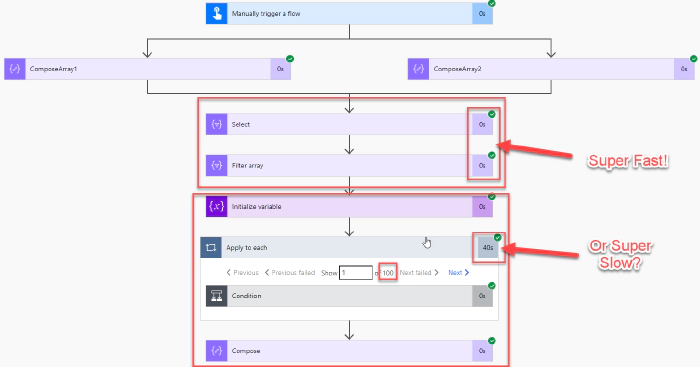 Manually trigger a flow
0s
ComposeArray1
0s
ComposeArray2
0s
Select
0s
Filter array
0s
Super Fast!
{x}
Initialize variable
0s
Apply to each
40s
Or Super
Slow?
Previous
Previous failed
Show
1
of 100
Next failed
Next
Condition
0s
Compose
0s